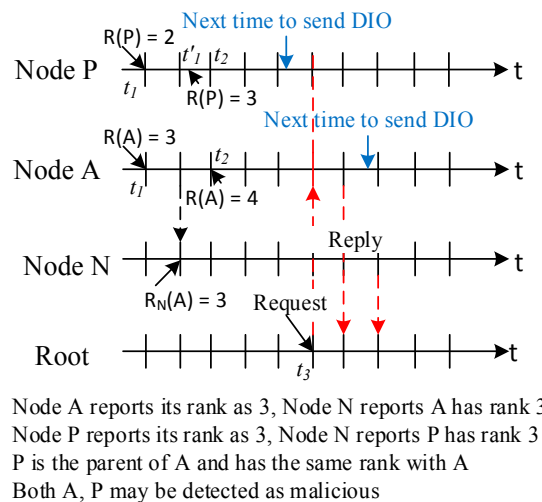 Next time to send DIO
R(P) = 2
t'1 t2
Node P
t
t1
R(P) = 3
Next time to send DIO
R(A) = 3
t2
Node A
t
t1
R(A) = 4
Reply
Node N
t
RN(A) = 3
Request
Root
t
t3
Node A reports its rank as 3, Node N reports A has rank 3
Node P reports its rank as 3, Node N reports P has rank 3
P is the parent of A and has the same rank with A
Both A, P may be detected as malicious